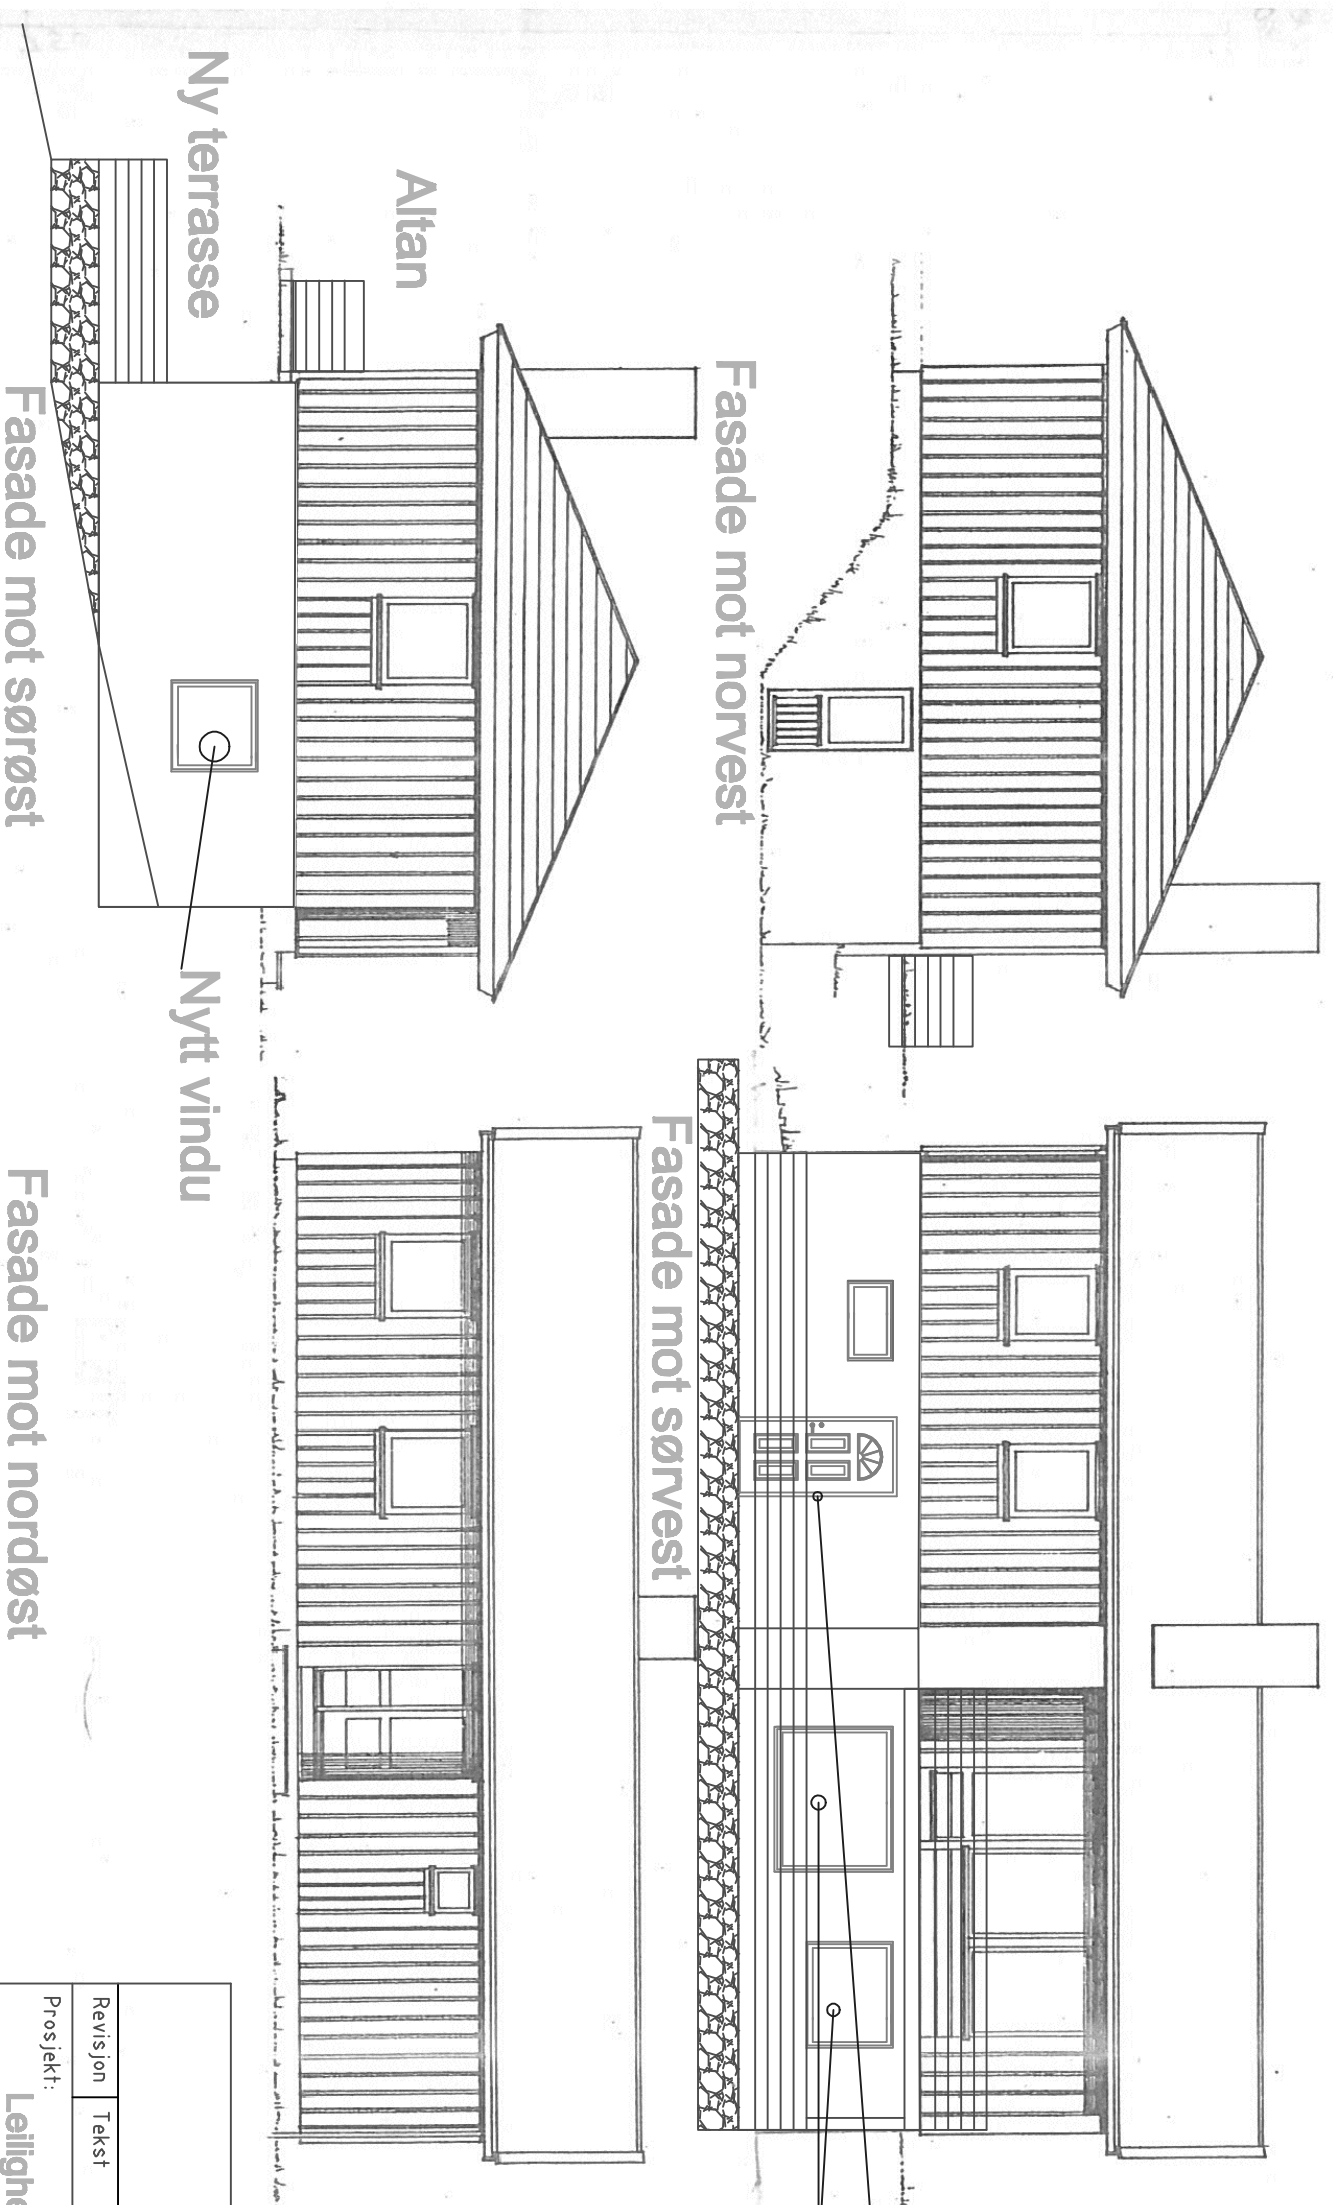 Fasade mot norvest
Fasade mot sørvest
Altan
Ny terrasse
Nytt vindu
Fasade mot sørøst
Fasade mot nordøst
Revisjon Tekst
Prosjekt: